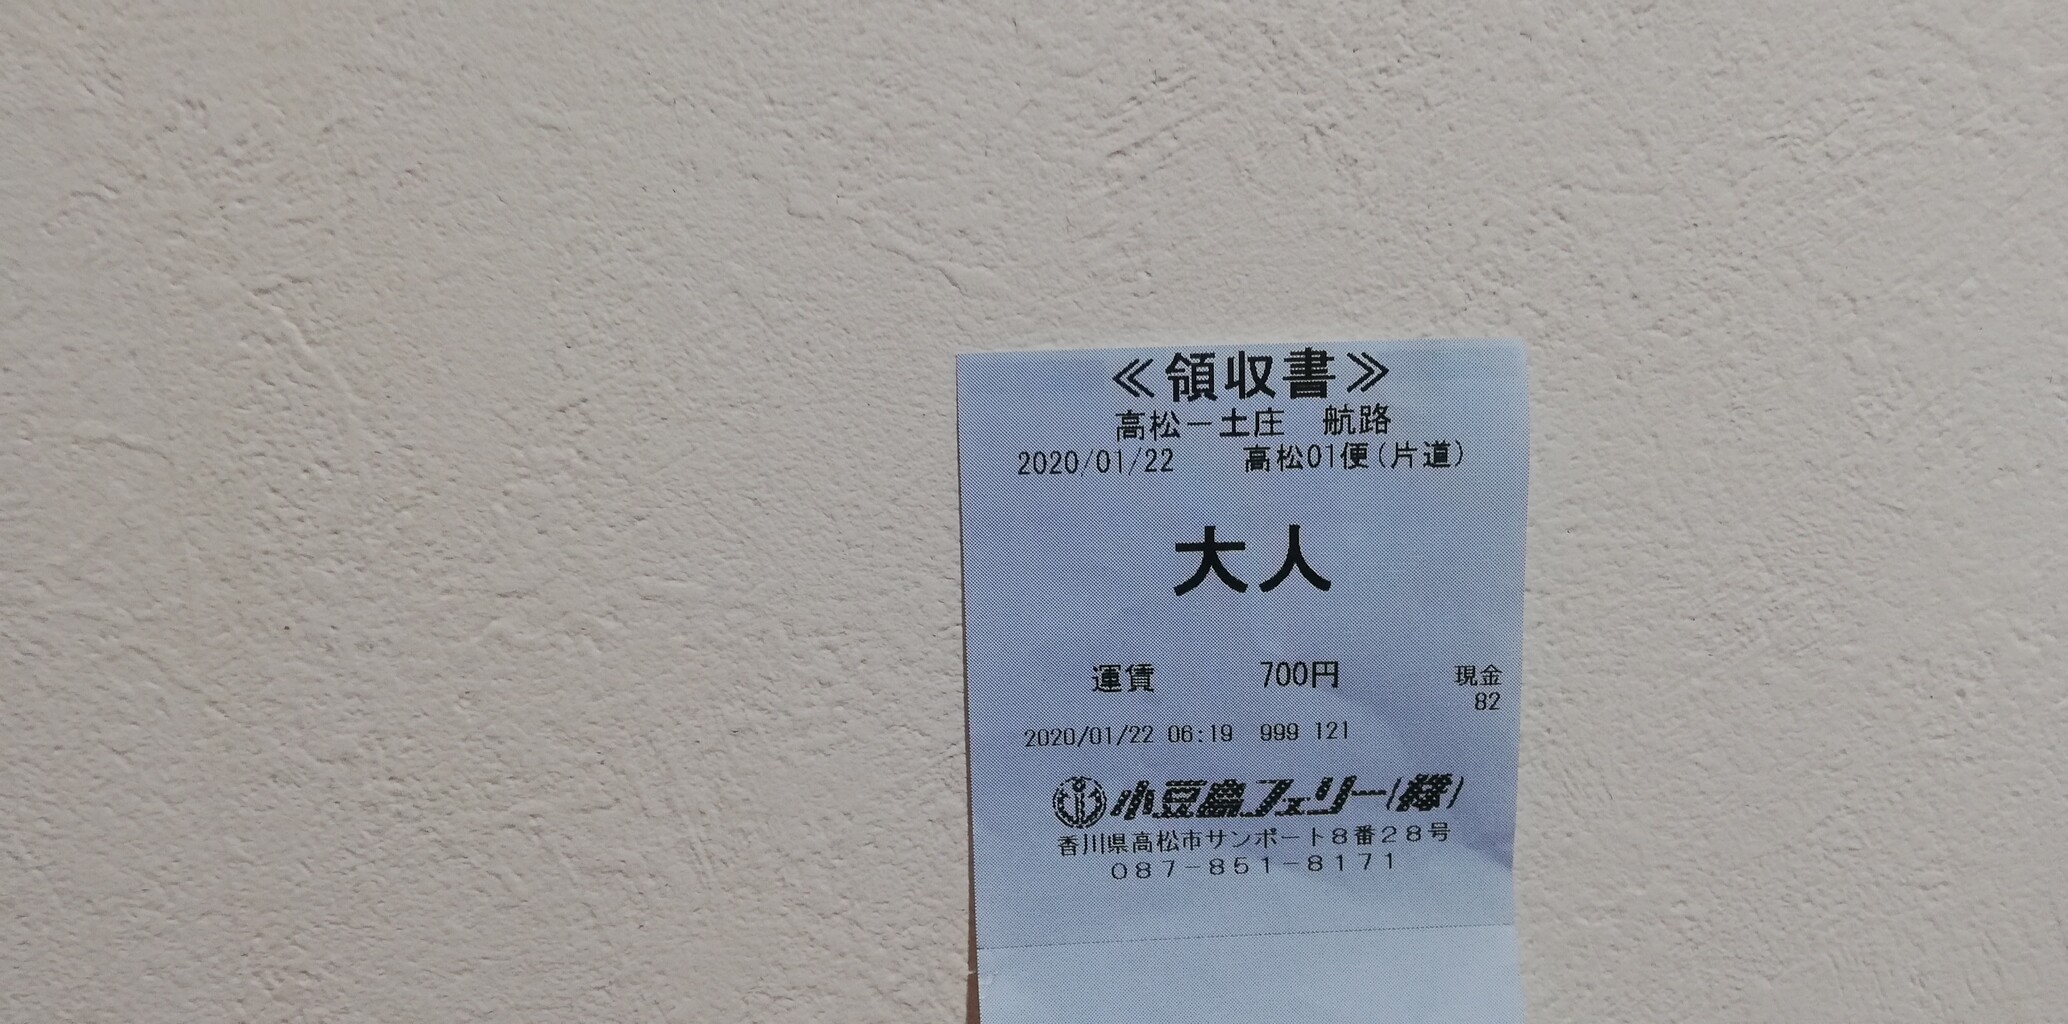 ≪領収書≫
高松－土庄　航路
2020/01/22　高松01便(片道)
大人
運賃　700円　現金
82
2020/01/22 06:19 999 121
小豆島フェリー(株)
香川県高松市サンポート８番２８号
０８７－８５１－８１７１